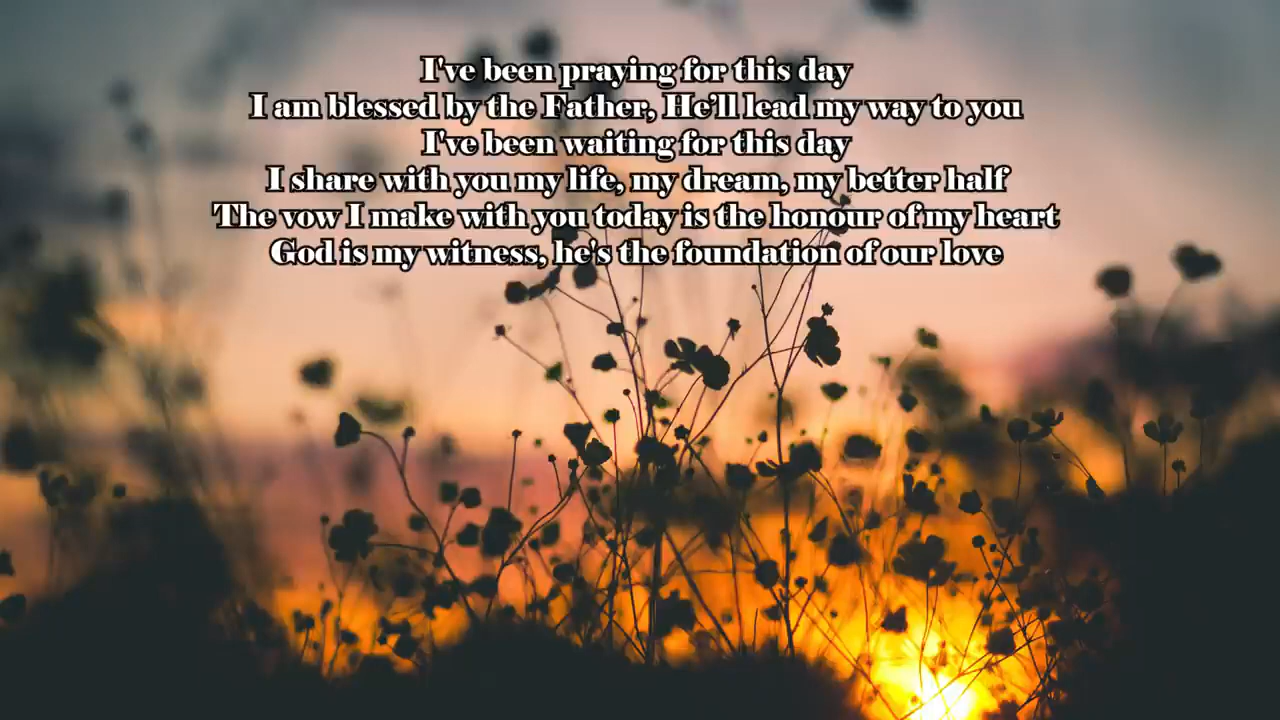 I've been praying for this day
I am blessed by the Father, He’ll lead my way to you
I've been waiting for this day
I share with you my life, my dream, my better half
The vow I make with you today is the honour of my heart
God is my witness, he's the foundation of our love